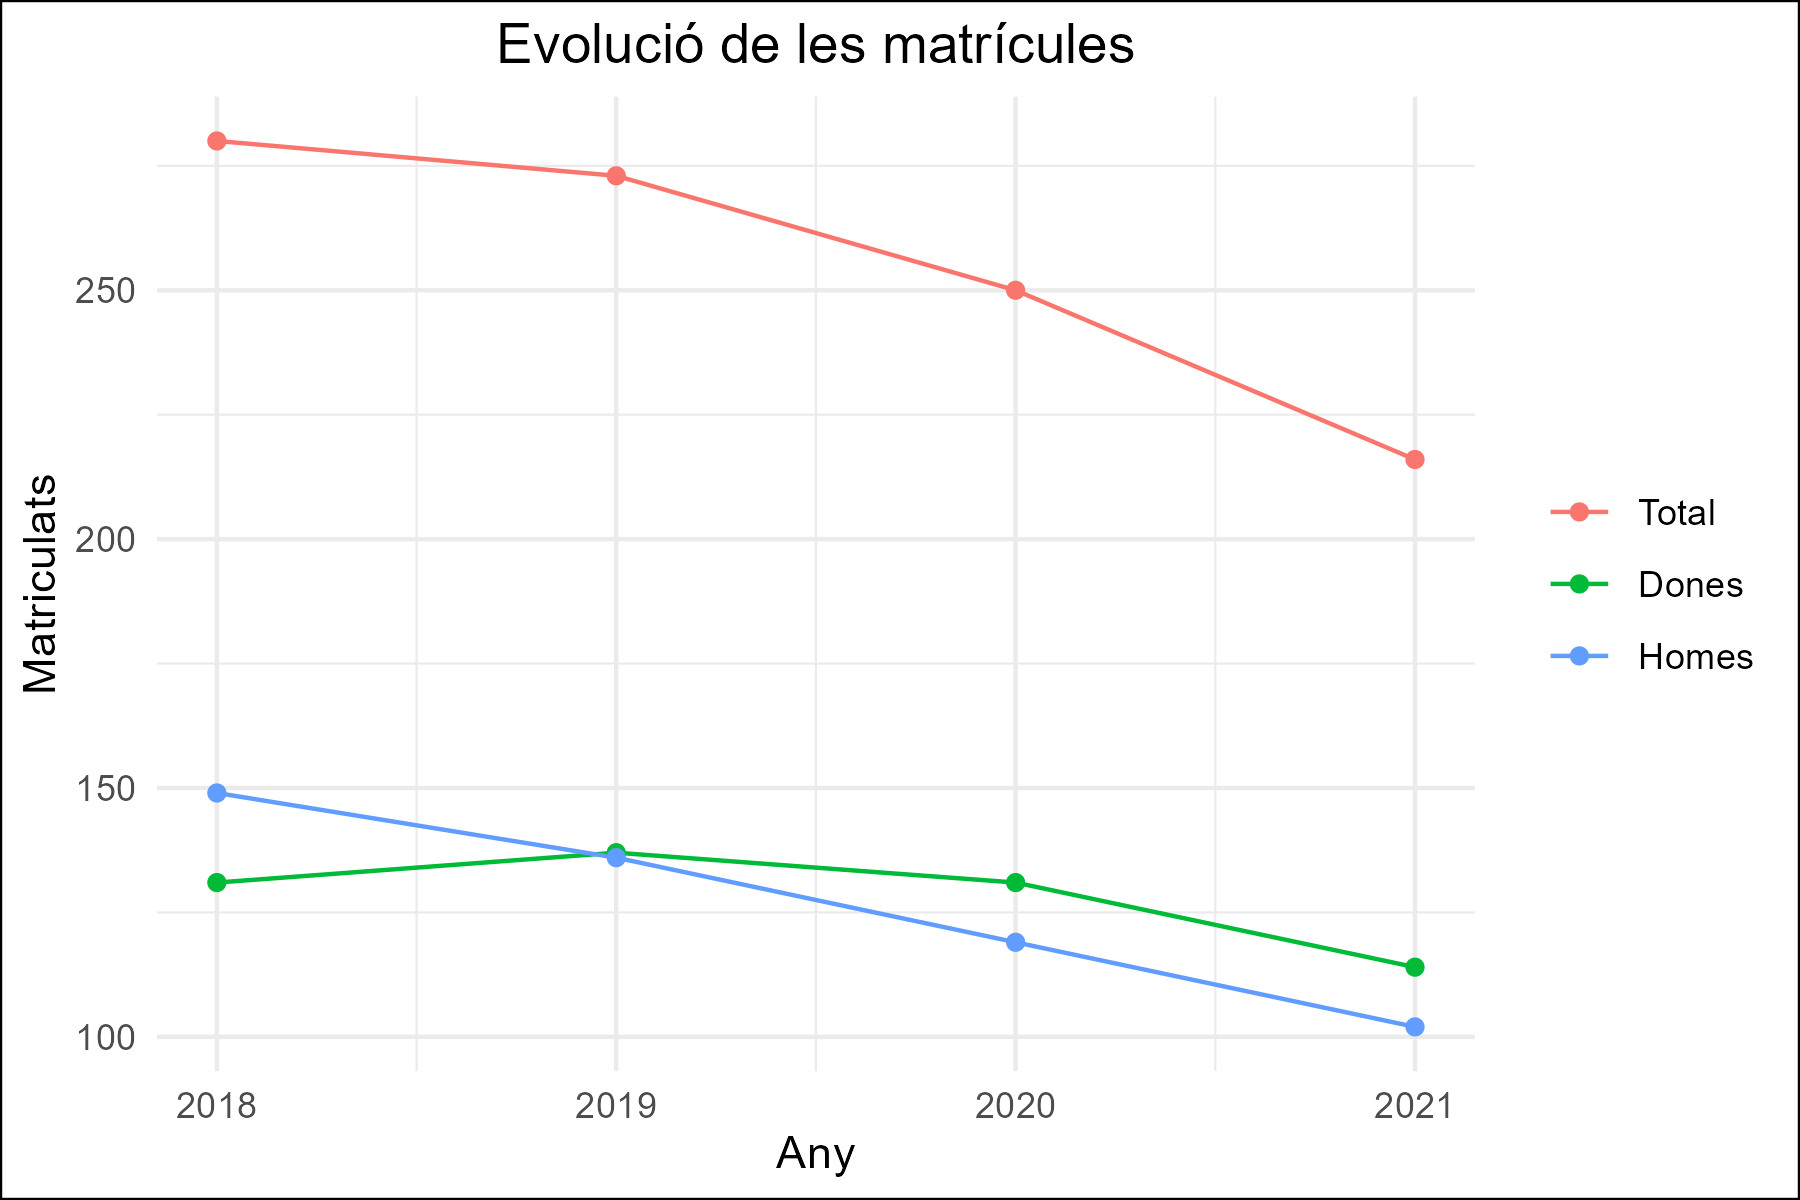 Evolució de les matrícules
Matriculats
250
200
150
100
2018
2019
2020
2021
Any
Total
Dones
Homes